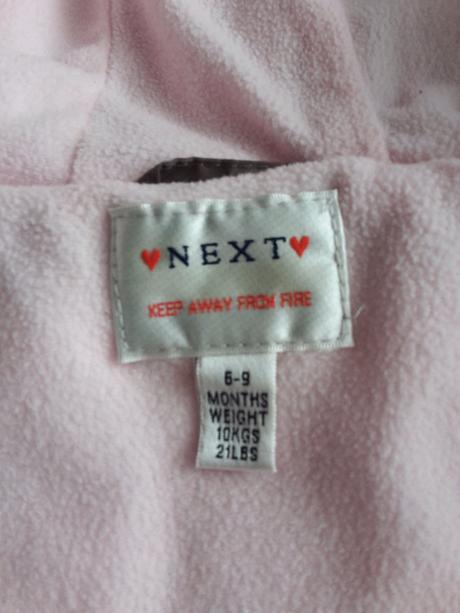 ♥NEXT♥
KEEP AWAY FROM FIRE
6-9
MONTHS
WEIGHT
10KGS
21LBS